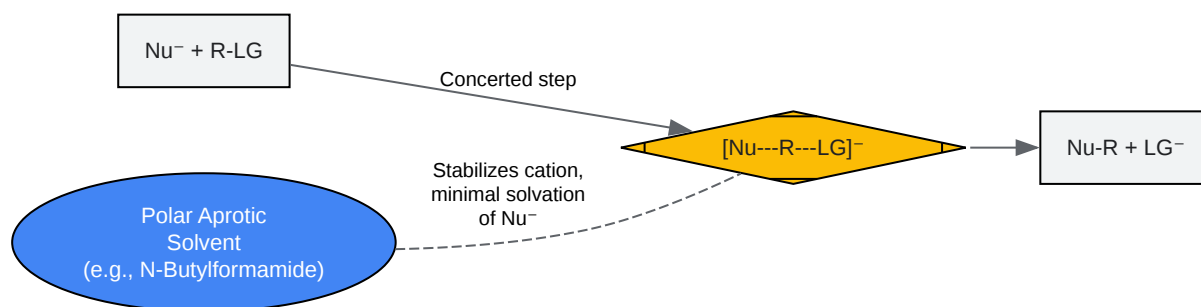 Nu⁻ + R-LG
Concerted step
[Nu---R---LG]⁻
Nu-R + LG⁻
Stabilizes cation,
minimal solvation
of Nu⁻
Polar Aprotic
Solvent
(e.g., N-Butylformamide)